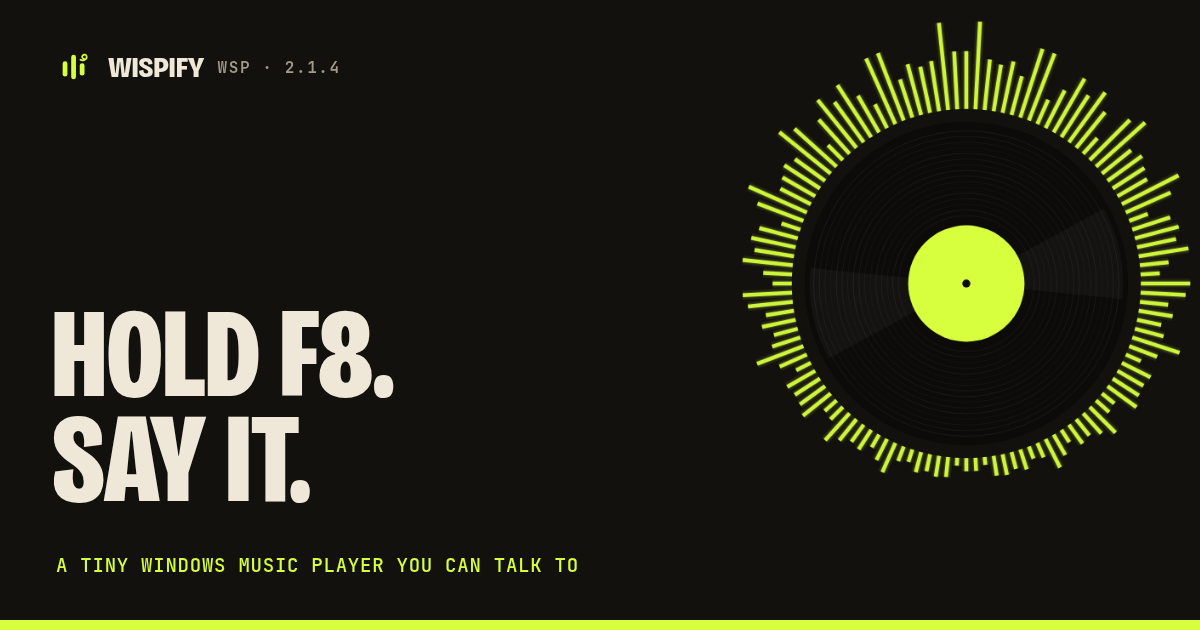 WISPIFY WSP · 2.1.4
HOLD F8.
SAY IT.
A TINY WINDOWS MUSIC PLAYER YOU CAN TALK TO